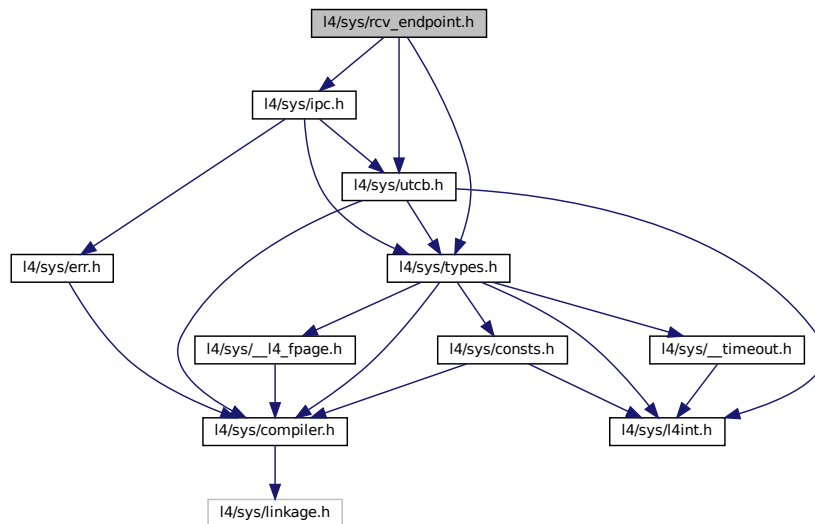 l4/sys/rcv_endpoint.h
l4/sys/ipc.h
l4/sys/utcb.h
l4/sys/err.h
l4/sys/types.h
l4/sys/__l4_fpage.h
l4/sys/consts.h
l4/sys/__timeout.h
l4/sys/compiler.h
l4/sys/l4int.h
l4/sys/linkage.h